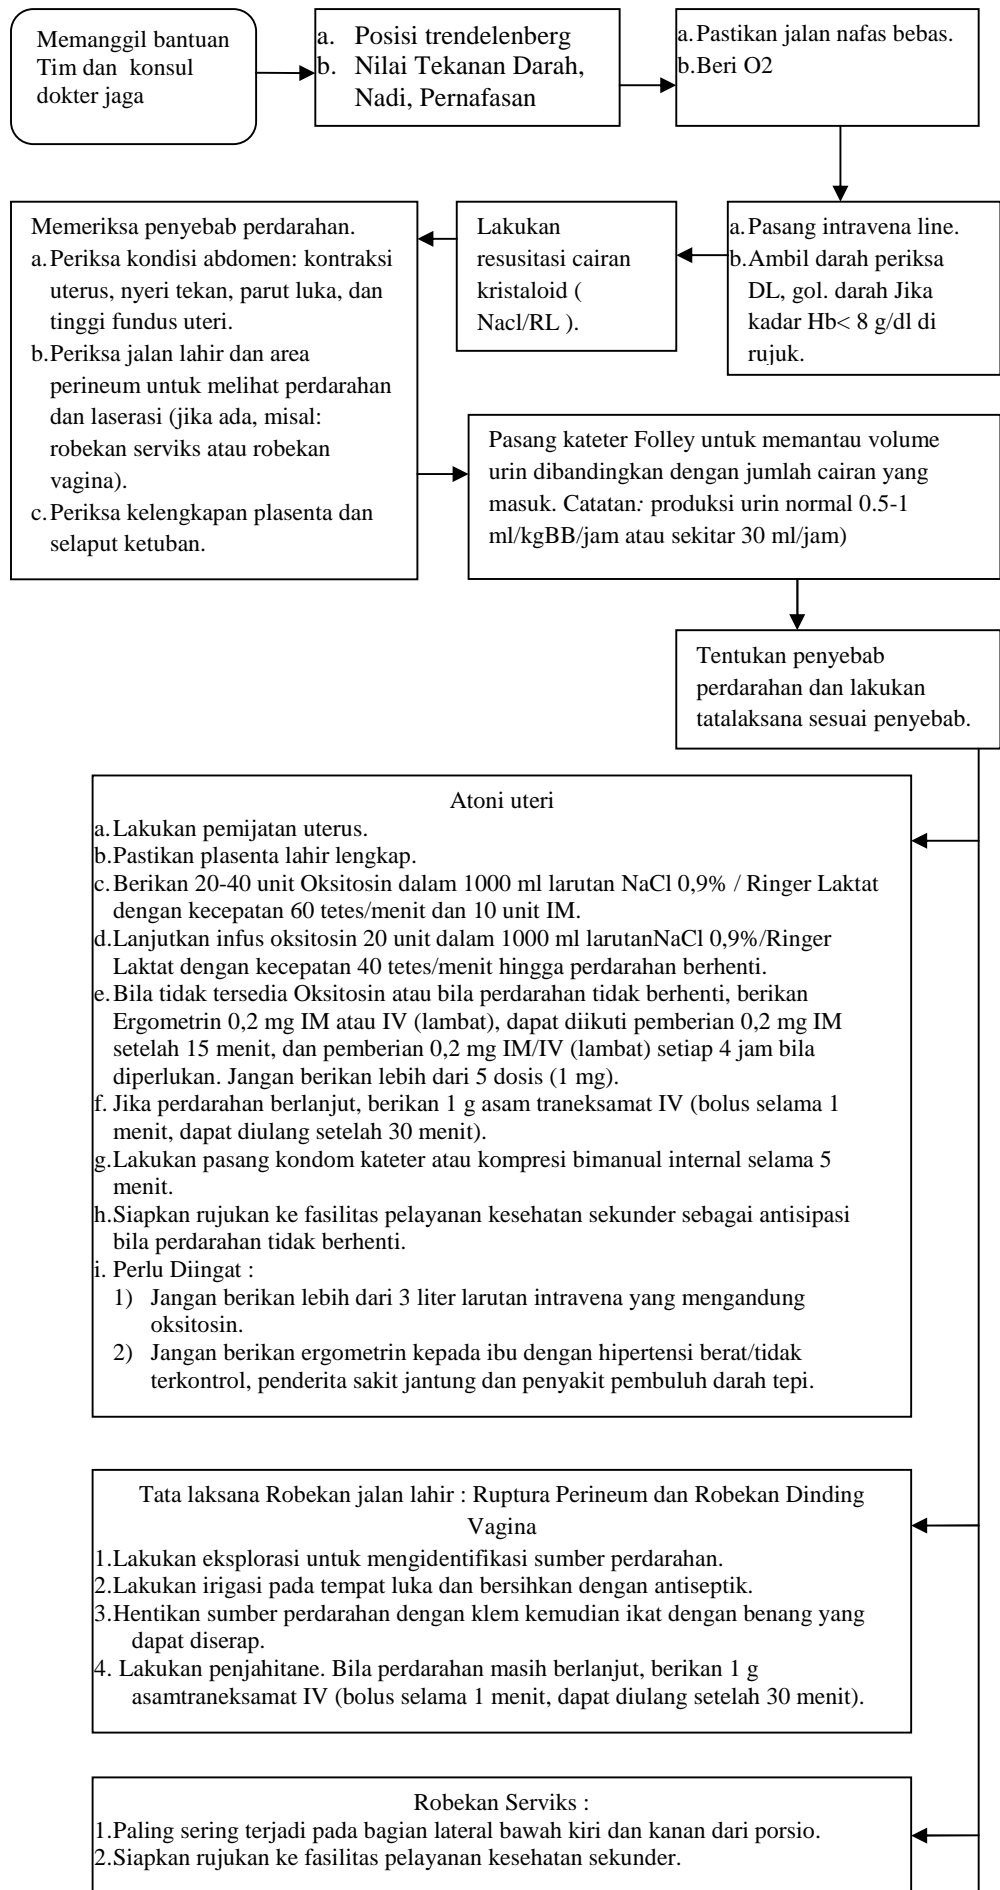 Memanggil bantuan
Tim dan konsul
dokter jaga
a. Posisi trendelenberg
b. Nilai Tekanan Darah,
Nadi, Pernafasan
a. Pastikan jalan nafas bebas.
b. Beri O2
a. Pasang intravena line.
b. Ambil darah periksa
DL, gol. darah Jika
kadar Hb< 8 g/dl di
rujuk.
Lakukan
resusitasi cairan
kristaloid (
Nacl/RL ).
Memeriksa penyebab perdarahan.
a. Periksa kondisi abdomen: kontraksi
uterus, nyeri tekan, parut luka, dan
tinggi fundus uteri.
b. Periksa jalan lahir dan area
perineum untuk melihat perdarahan
dan laserasi (jika ada, misal:
robekan serviks atau robekan
vagina).
c. Periksa kelengkapan plasenta dan
selaput ketuban.
Pasang kateter Folley untuk memantau volume
urin dibandingkan dengan jumlah cairan yang
masuk. Catatan: produksi urin normal 0.5-1
ml/kgBB/jam atau sekitar 30 ml/jam)
Tentukan penyebab
perdarahan dan lakukan
tatalaksana sesuai penyebab.
Atoni uteri
a. Lakukan pemijatan uterus.
b. Pastikan plasenta lahir lengkap.
c. Berikan 20-40 unit Oksitosin dalam 1000 ml larutan NaCl 0,9% / Ringer Laktat
dengan kecepatan 60 tetes/menit dan 10 unit IM.
d. Lanjutkan infus oksitosin 20 unit dalam 1000 ml larutanNaCl 0,9%/Ringer
Laktat dengan kecepatan 40 tetes/menit hingga perdarahan berhenti.
e. Bila tidak tersedia Oksitosin atau bila perdarahan tidak berhenti, berikan
Ergometrin 0,2 mg IM atau IV (lambat), dapat diikuti pemberian 0,2 mg IM
setelah 15 menit, dan pemberian 0,2 mg IM/IV (lambat) setiap 4 jam bila
diperlukan. Jangan berikan lebih dari 5 dosis (1 mg).
f. Jika perdarahan berlanjut, berikan 1 g asam traneksamat IV (bolus selama 1
menit, dapat diulang setelah 30 menit).
g. Lakukan pasang kondom kateter atau kompresi bimanual internal selama 5
menit.
h. Siapkan rujukan ke fasilitas pelayanan kesehatan sekunder sebagai antisipasi
bila perdarahan tidak berhenti.
i. Perlu Diingat :
1) Jangan berikan lebih dari 3 liter larutan intravena yang mengandung
oksitosin.
2) Jangan berikan ergometrin kepada ibu dengan hipertensi berat/tidak
terkontrol, penderita sakit jantung dan penyakit pembuluh darah tepi.
Tata laksana Robekan jalan lahir : Ruptura Perineum dan Robekan Dinding
Vagina
1. Lakukan eksplorasi untuk mengidentifikasi sumber perdarahan.
2. Lakukan irigasi pada tempat luka dan bersihkan dengan antiseptik.
3. Hentikan sumber perdarahan dengan klem kemudian ikat dengan benang yang
dapat diserap.
4. Lakukan penjahitane. Bila perdarahan masih berlanjut, berikan 1 g
asamtraneksamat IV (bolus selama 1 menit, dapat diulang setelah 30 menit).
Robekan Serviks :
1. Paling sering terjadi pada bagian lateral bawah kiri dan kanan dari porsio.
2. Siapkan rujukan ke fasilitas pelayanan kesehatan sekunder.